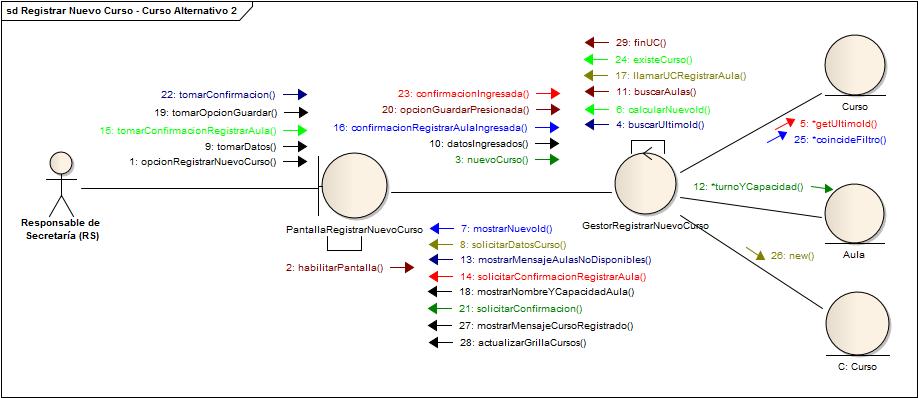 sd Registrar Nuevo Curso - Curso Alternativo 2
29: finUC()
24: existeCurso()
17: llamarUCRegistrarAula()
11: buscarAulas()
6: calcularNuevoId()
4: buscarUltimoId()
22: tomarConfirmacion()
19: tomarOpcionGuardar()
15: tomarConfirmacionRegistrarAula()
9: tomarDatos()
1: opcionRegistrarNuevoCurso()
23: confirmacionIngresada()
20: opcionGuardarPresionada()
16: confirmacionRegistrarAulaIngresada()
10: datosIngresados()
3: nuevoCurso()
Curso
5: *getUltimoId()
25: *coincideFiltro()
12: *turnoYCapacidad()
Responsable de
Secretaría (RS)
PantallaRegistrarNuevoCurso
GestorRegistrarNuevoCurso
Aula
2: habilitarPantalla()
7: mostrarNuevoId()
8: solicitarDatosCurso()
13: mostrarMensajeAulasNoDisponibles()
14: solicitarConfirmacionRegistrarAula()
18: mostrarNombreYCapacidadAula()
21: solicitarConfirmacion()
27: mostrarMensajeCursoRegistrado()
28: actualizarGrillaCursos()
26: new()
C: Curso